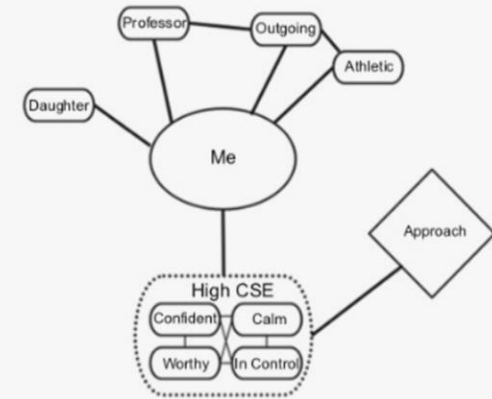 Professor
Outgoing
Athletic
Daughter
Me
Approach
High CSE
Confident
Calm
Worthy
In Control